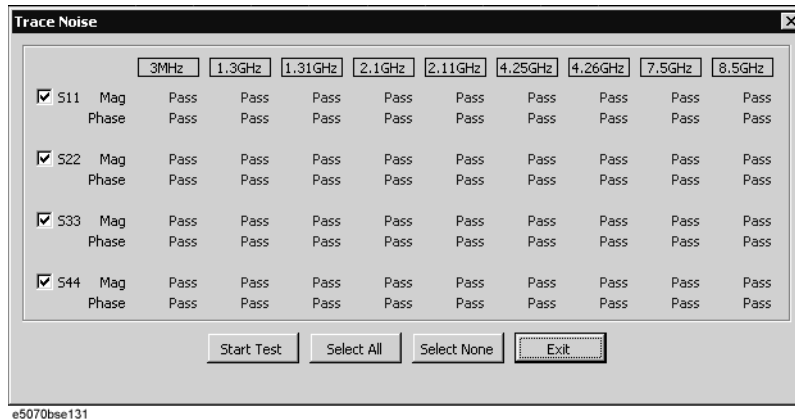 Trace Noise
3MHz 1.3GHz 1.31GHz 2.1GHz 2.11GHz 4.25GHz 4.26GHz 7.5GHz 8.5GHz
S11 Mag Pass Pass Pass Pass Pass Pass Pass Pass Pass
Phase Pass Pass Pass Pass Pass Pass Pass Pass Pass
S22 Mag Pass Pass Pass Pass Pass Pass Pass Pass Pass
Phase Pass Pass Pass Pass Pass Pass Pass Pass Pass
S33 Mag Pass Pass Pass Pass Pass Pass Pass Pass Pass
Phase Pass Pass Pass Pass Pass Pass Pass Pass Pass
S44 Mag Pass Pass Pass Pass Pass Pass Pass Pass Pass
Phase Pass Pass Pass Pass Pass Pass Pass Pass Pass
Start Test Select All Select None Exit
e5070bse131